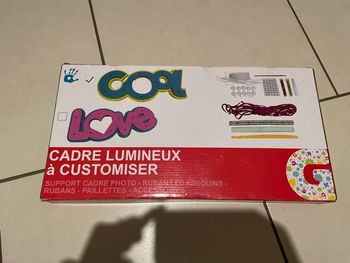 COOL
LOVE
CADRE LUMINEUX
à CUSTOMISER
SUPPORT CADRE PHOTO - RUBAN LED - SEQUINS -
RUBANS - PAILLETTES - ACCESSOIRES
G